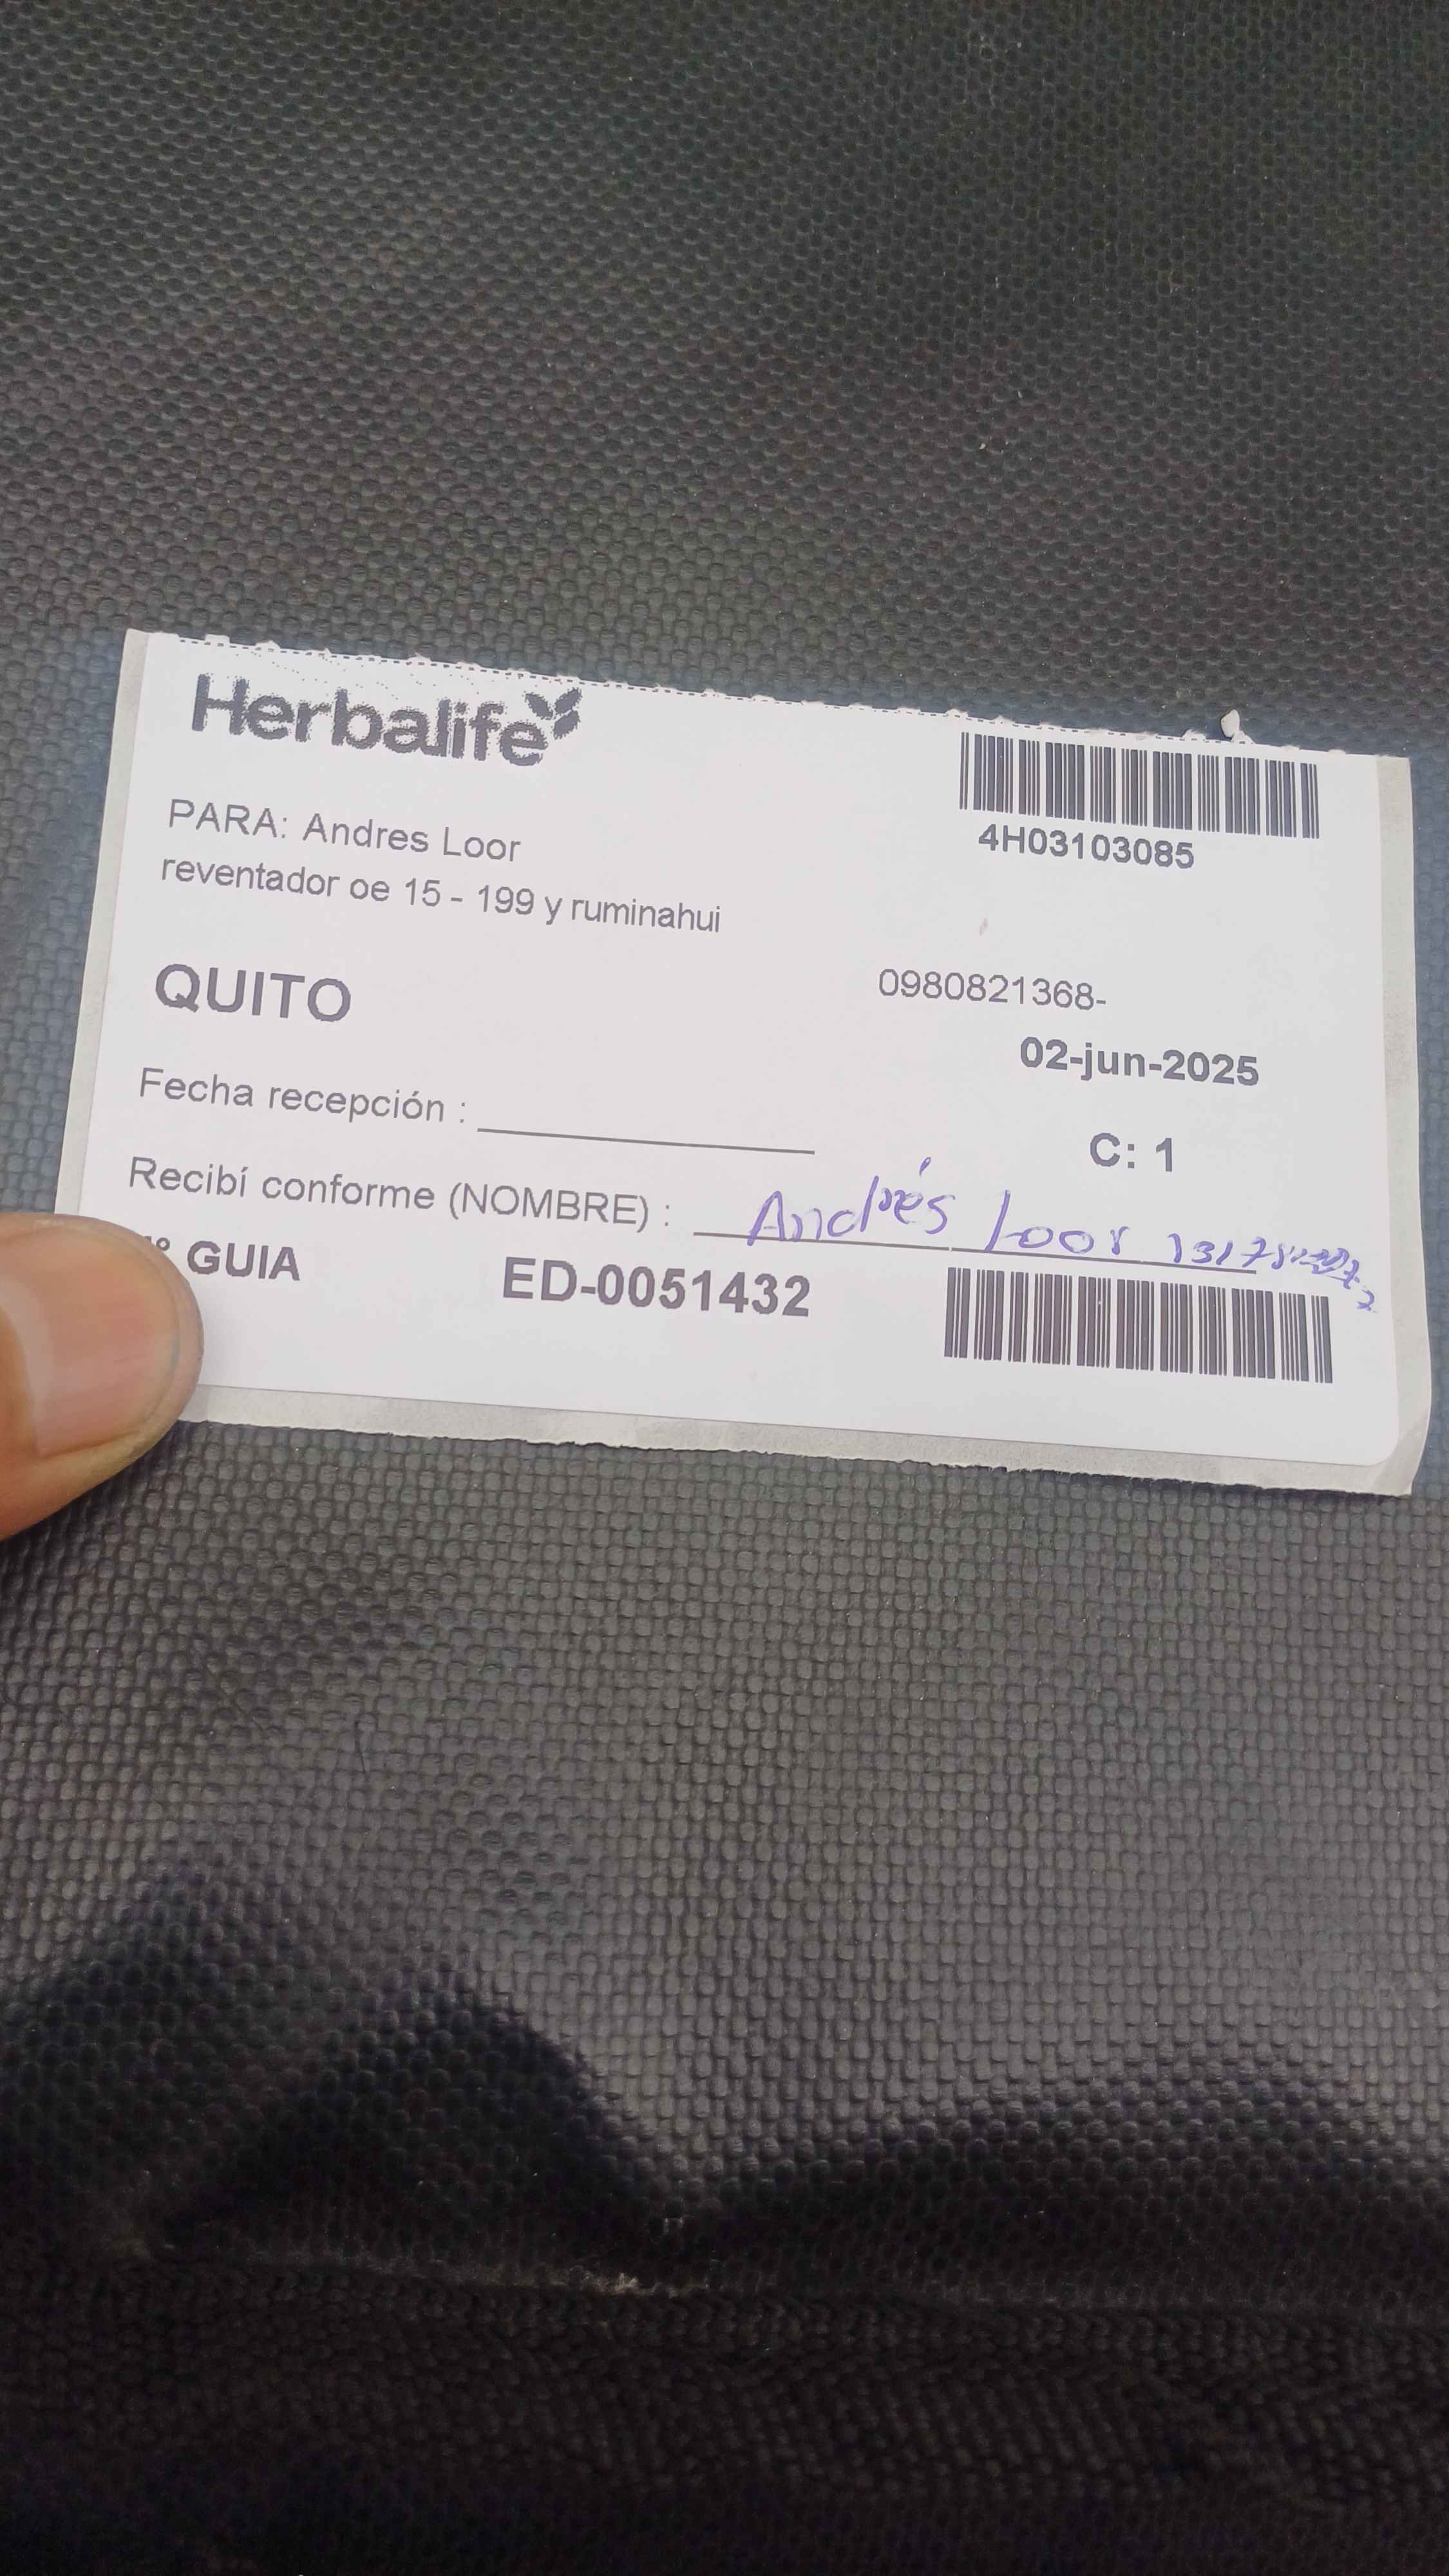 Herbalife
4H03103085
PARA: Andres Loor
reventador oe 15 - 199 y ruminahui
0980821368-
QUITO
02-jun-2025
Fecha recepción :
C: 1
Recibí conforme (NOMBRE) : Andrés Loor
GUIA ED-0051432